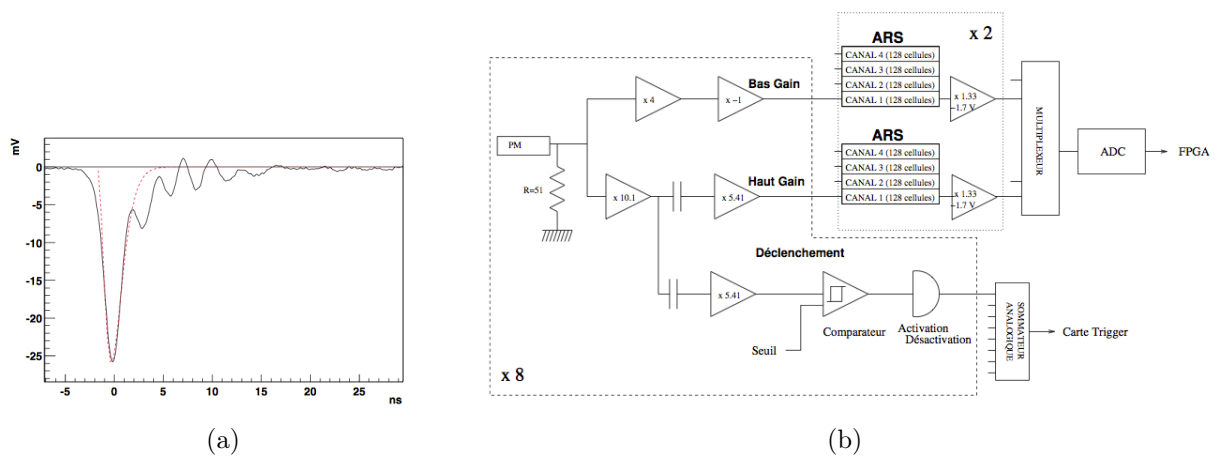 mV
0
-5
-10
-15
-20
-25
-5 0 5 10 15 20 25
ns
(a)
ARS
x 2
CANAL 4 (128 cellules)
CANAL 3 (128 cellules)
CANAL 2 (128 cellules)
CANAL 1 (128 cellules)
Bas Gain
x 4
x −1
x 1.33
−1.7 V
PM
R=51
ARS
CANAL 4 (128 cellules)
CANAL 3 (128 cellules)
CANAL 2 (128 cellules)
CANAL 1 (128 cellules)
Haut Gain
x 10.1
x 5.41
x 1.33
−1.7 V
MULTIPLEXEUR
ADC
FPGA
Déclenchement
x 5.41
Comparateur
Seuil
Activation
Désactivation
SOMMATEUR
ANALOGIQUE
Carte Trigger
x 8
(b)